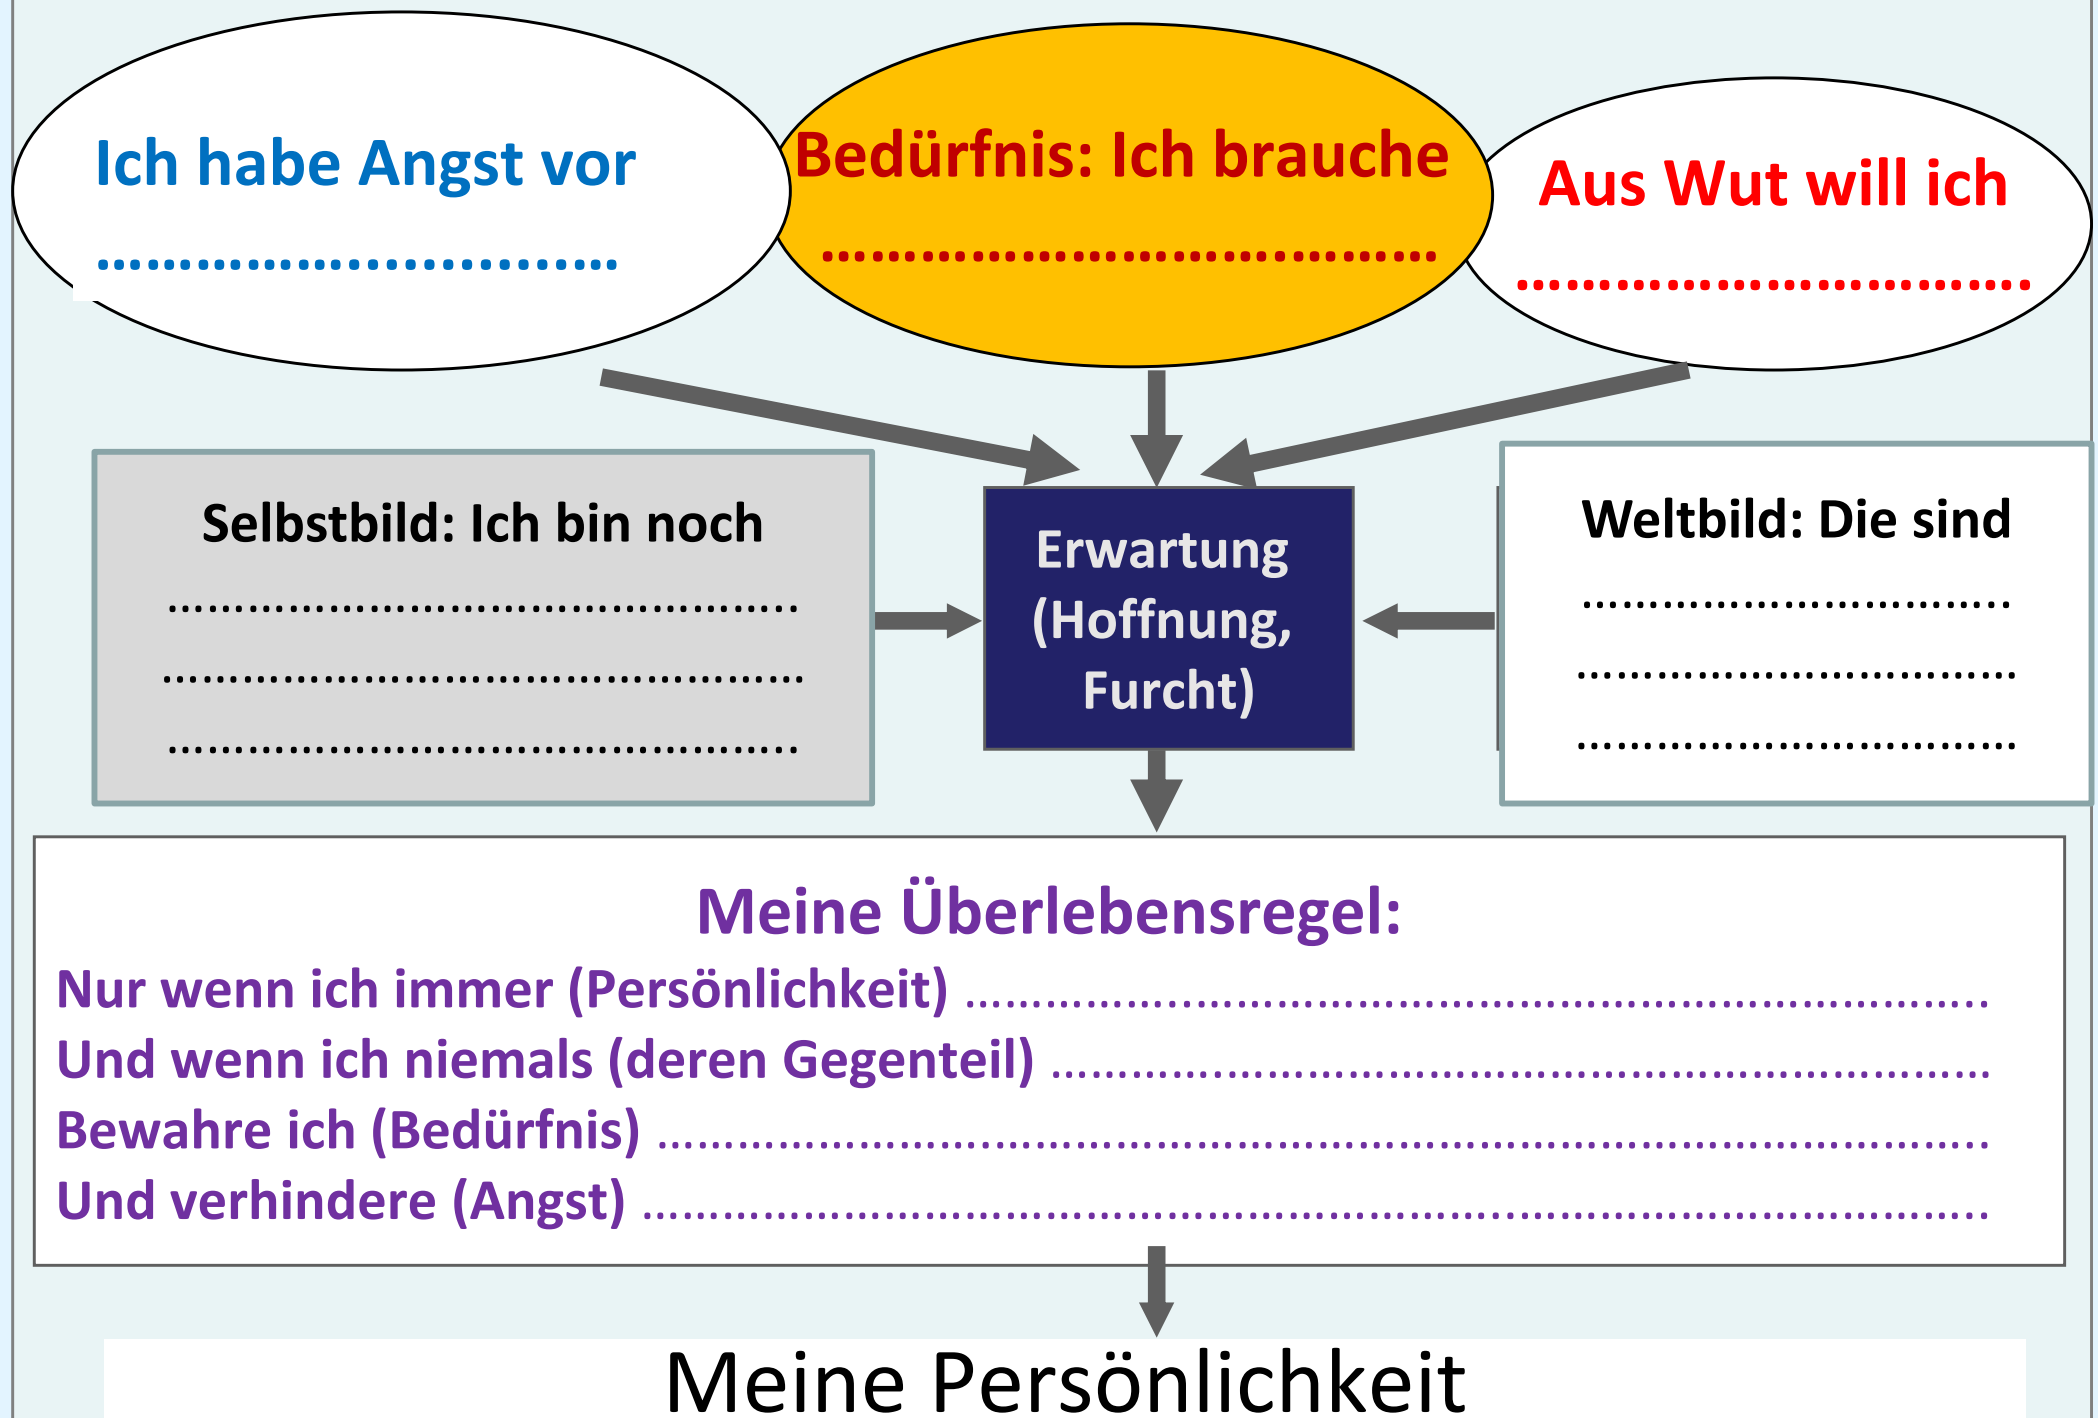 Ich habe Angst vor
……………..……………
Bedürfnis: Ich brauche
……………………………………
Aus Wut will ich
……………………………..
Selbstbild: Ich bin noch
…………………………………………
…………………………………………
…………………………………………
Erwartung
(Hoffnung,
Furcht)
Weltbild: Die sind
……………………………
……………………………
……………………………
Meine Überlebensregel:
Nur wenn ich immer (Persönlichkeit) ……………………………………………………………………
Und wenn ich niemals (deren Gegenteil) ………………………………………………………………
Bewahre ich (Bedürfnis) …………………………………………………………………………………………
Und verhindere (Angst) …………………………………………………………………………………………
Meine Persönlichkeit